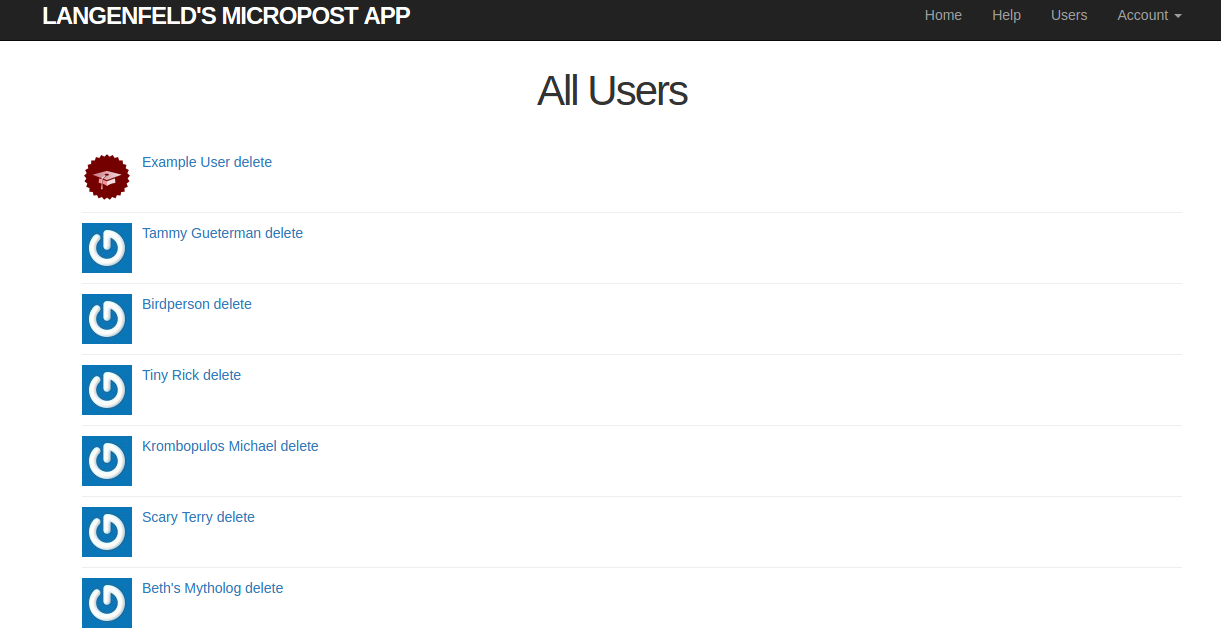 LANGENFELD'S MICROPOST APP Home Help Users Account
All Users
Example User delete
Tammy Gueterman delete
Birdperson delete
Tiny Rick delete
Krombopulos Michael delete
Scary Terry delete
Beth's Mytholog delete